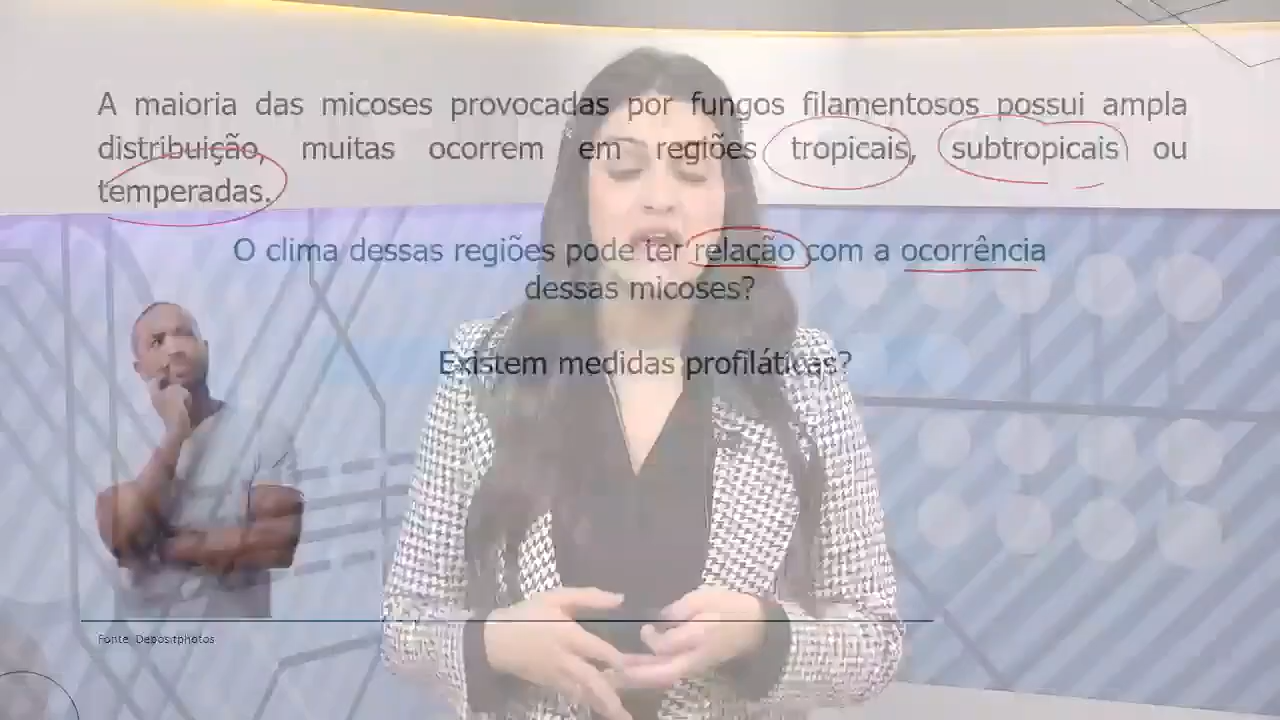 A maioria das micoses provocadas por fungos filamentosos possui ampla
distribuição, muitas ocorrem em regiões tropicais, subtropicais ou
temperadas.
O clima dessas regiões pode ter relação com a ocorrência
dessas micoses?
Existem medidas profiláticas?
Fonte: Depositphotos